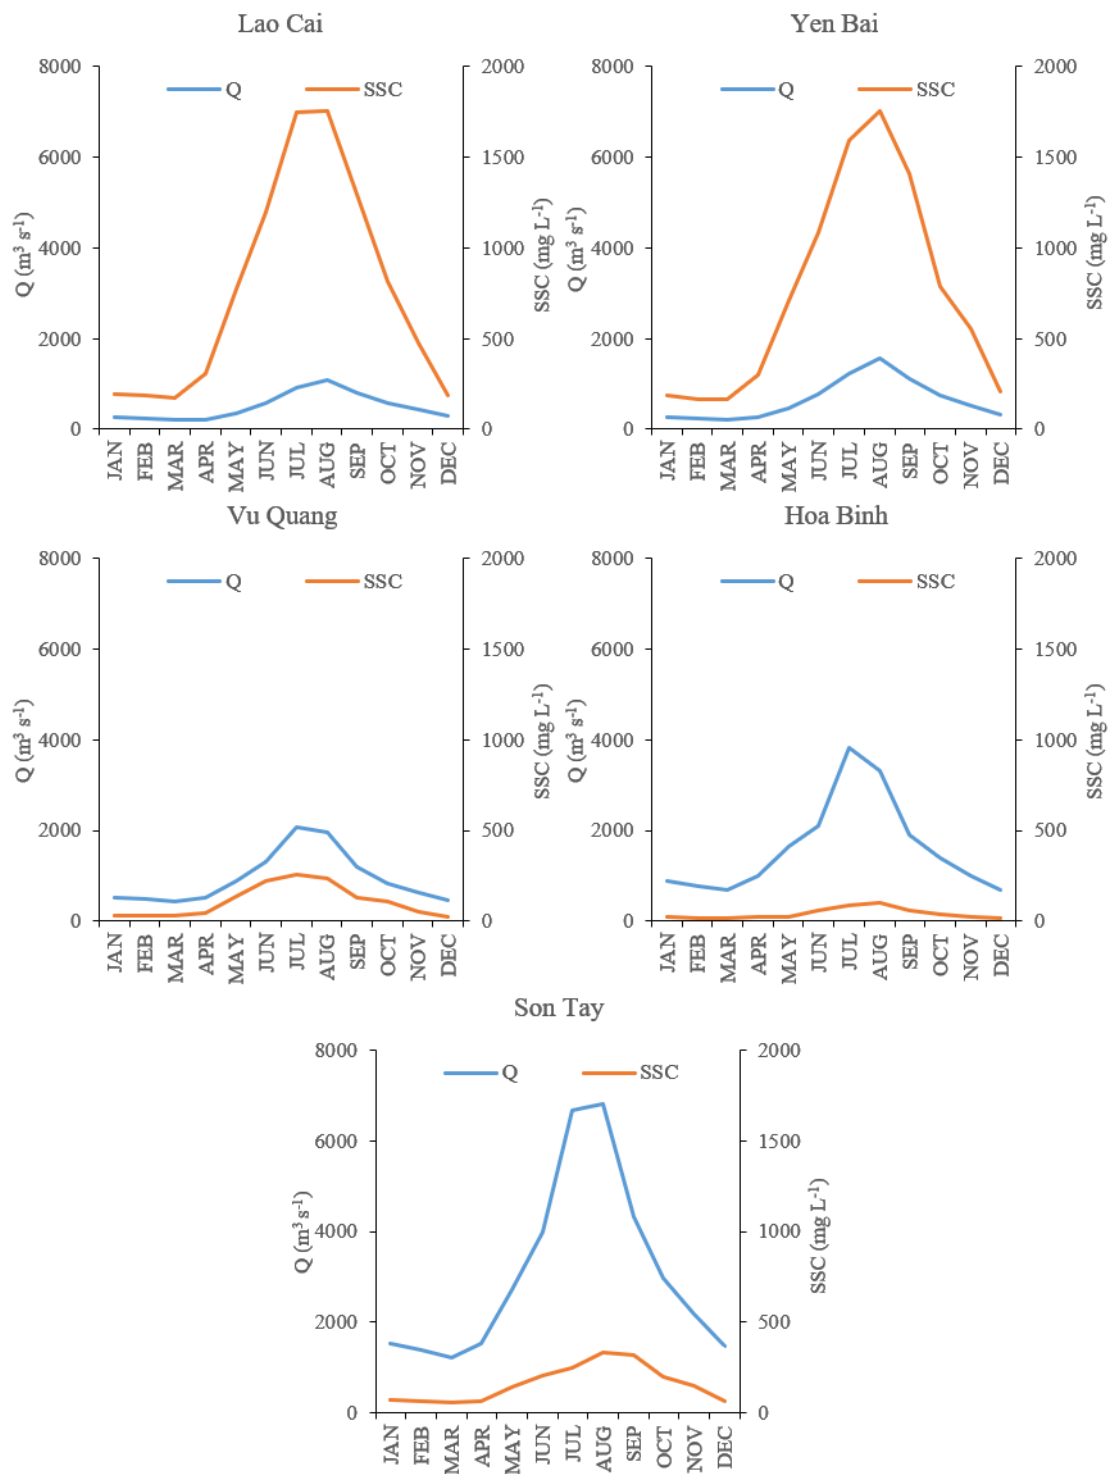 Lao Cai
Q SSC
8000
6000
4000
2000
0
Q (m³ s⁻¹)
2000
1500
1000
500
0
SSC (mg L⁻¹)
JAN FEB MAR APR MAY JUN JUL AUG SEP OCT NOV DEC
Yen Bai
Q SSC
8000
6000
4000
2000
0
Q (m³ s⁻¹)
2000
1500
1000
500
0
SSC (mg L⁻¹)
JAN FEB MAR APR MAY JUN JUL AUG SEP OCT NOV DEC
Vu Quang
Q SSC
8000
6000
4000
2000
0
Q (m³ s⁻¹)
2000
1500
1000
500
0
SSC (mg L⁻¹)
JAN FEB MAR APR MAY JUN JUL AUG SEP OCT NOV DEC
Hoa Binh
Q SSC
8000
6000
4000
2000
0
Q (m³ s⁻¹)
2000
1500
1000
500
0
SSC (mg L⁻¹)
JAN FEB MAR APR MAY JUN JUL AUG SEP OCT NOV DEC
Son Tay
Q SSC
8000
6000
4000
2000
0
Q (m³ s⁻¹)
2000
1500
1000
500
0
SSC (mg L⁻¹)
JAN FEB MAR APR MAY JUN JUL AUG SEP OCT NOV DEC